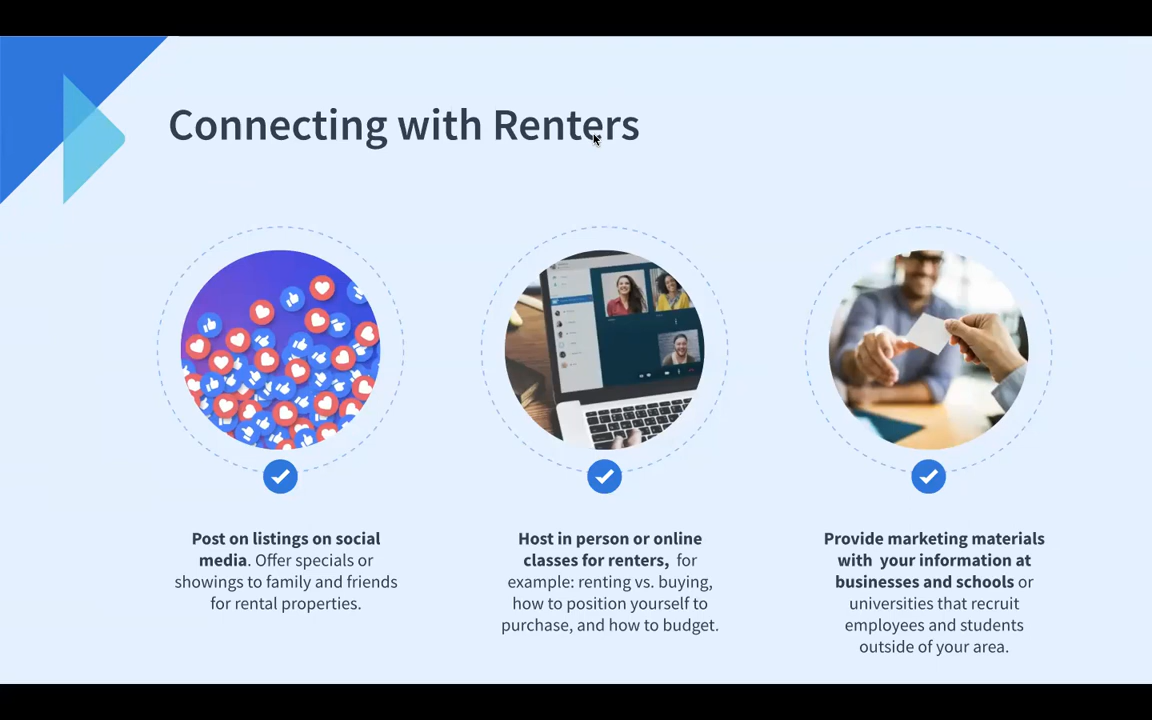 Connecting with Renters
Post on listings on social
media. Offer specials or
showings to family and friends
for rental properties.
Host in person or online
classes for renters, for
example: renting vs. buying,
how to position yourself to
purchase, and how to budget.
Provide marketing materials
with your information at
businesses and schools or
universities that recruit
employees and students
outside of your area.